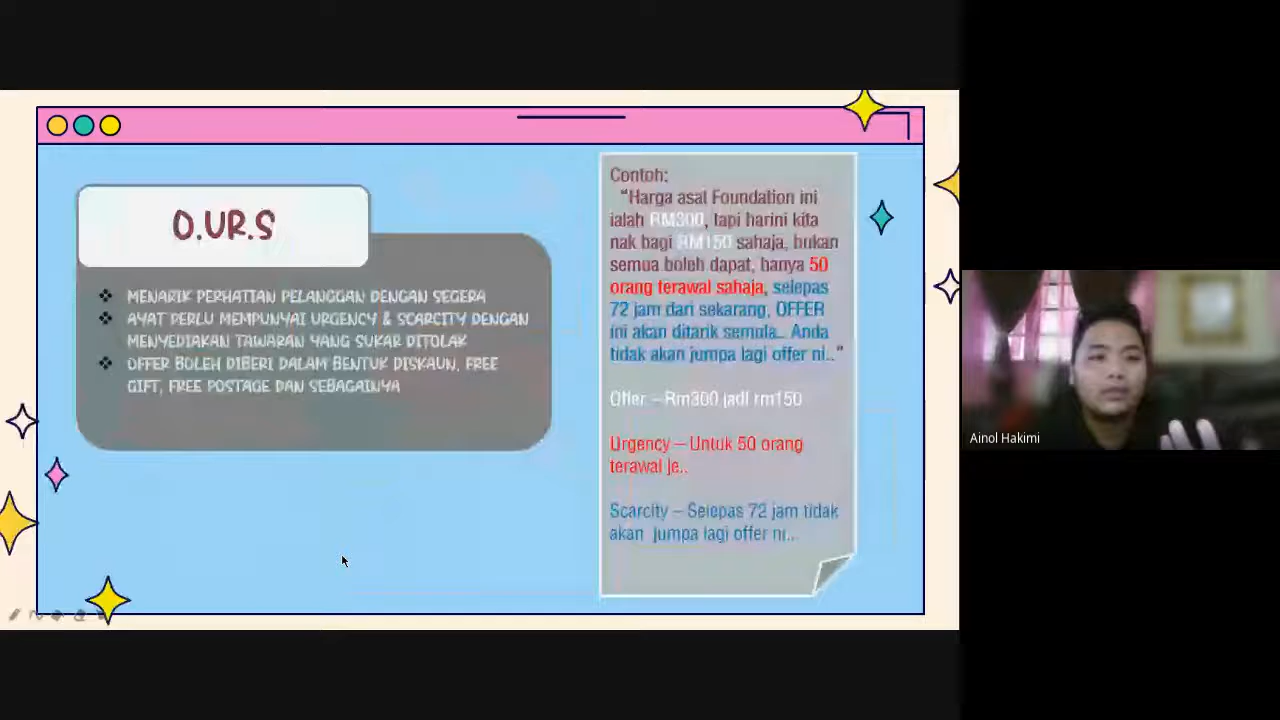 O.UR.S
❖ MENARIK PERHATIAN PELANGGAN DENGAN SEGERA
❖ AYAT PERLU MEMPUNYAI URGENCY & SCARCITY DENGAN
MENYEDIAKAN TAWARAN YANG SUKAR DITOLAK
❖ OFFER BOLEH DIBERI DALAM BENTUK DISKAUN, FREE
GIFT, FREE POSTAGE DAN SEBAGAINYA
Contoh:
"Harga asal Foundation ini
ialah RM300, tapi harini kita
nak bagi RM150 sahaja, bukan
semua boleh dapat, hanya 50
orang terawal sahaja, selepas
72 jam dari sekarang, OFFER
ini akan ditarik semula.. Anda
tidak akan jumpa lagi offer ni.."
Offer – Rm300 jadi rm150
Urgency – Untuk 50 orang
terawal je..
Scarcity – Selepas 72 jam tidak
akan jumpa lagi offer ni..
Ainol Hakimi